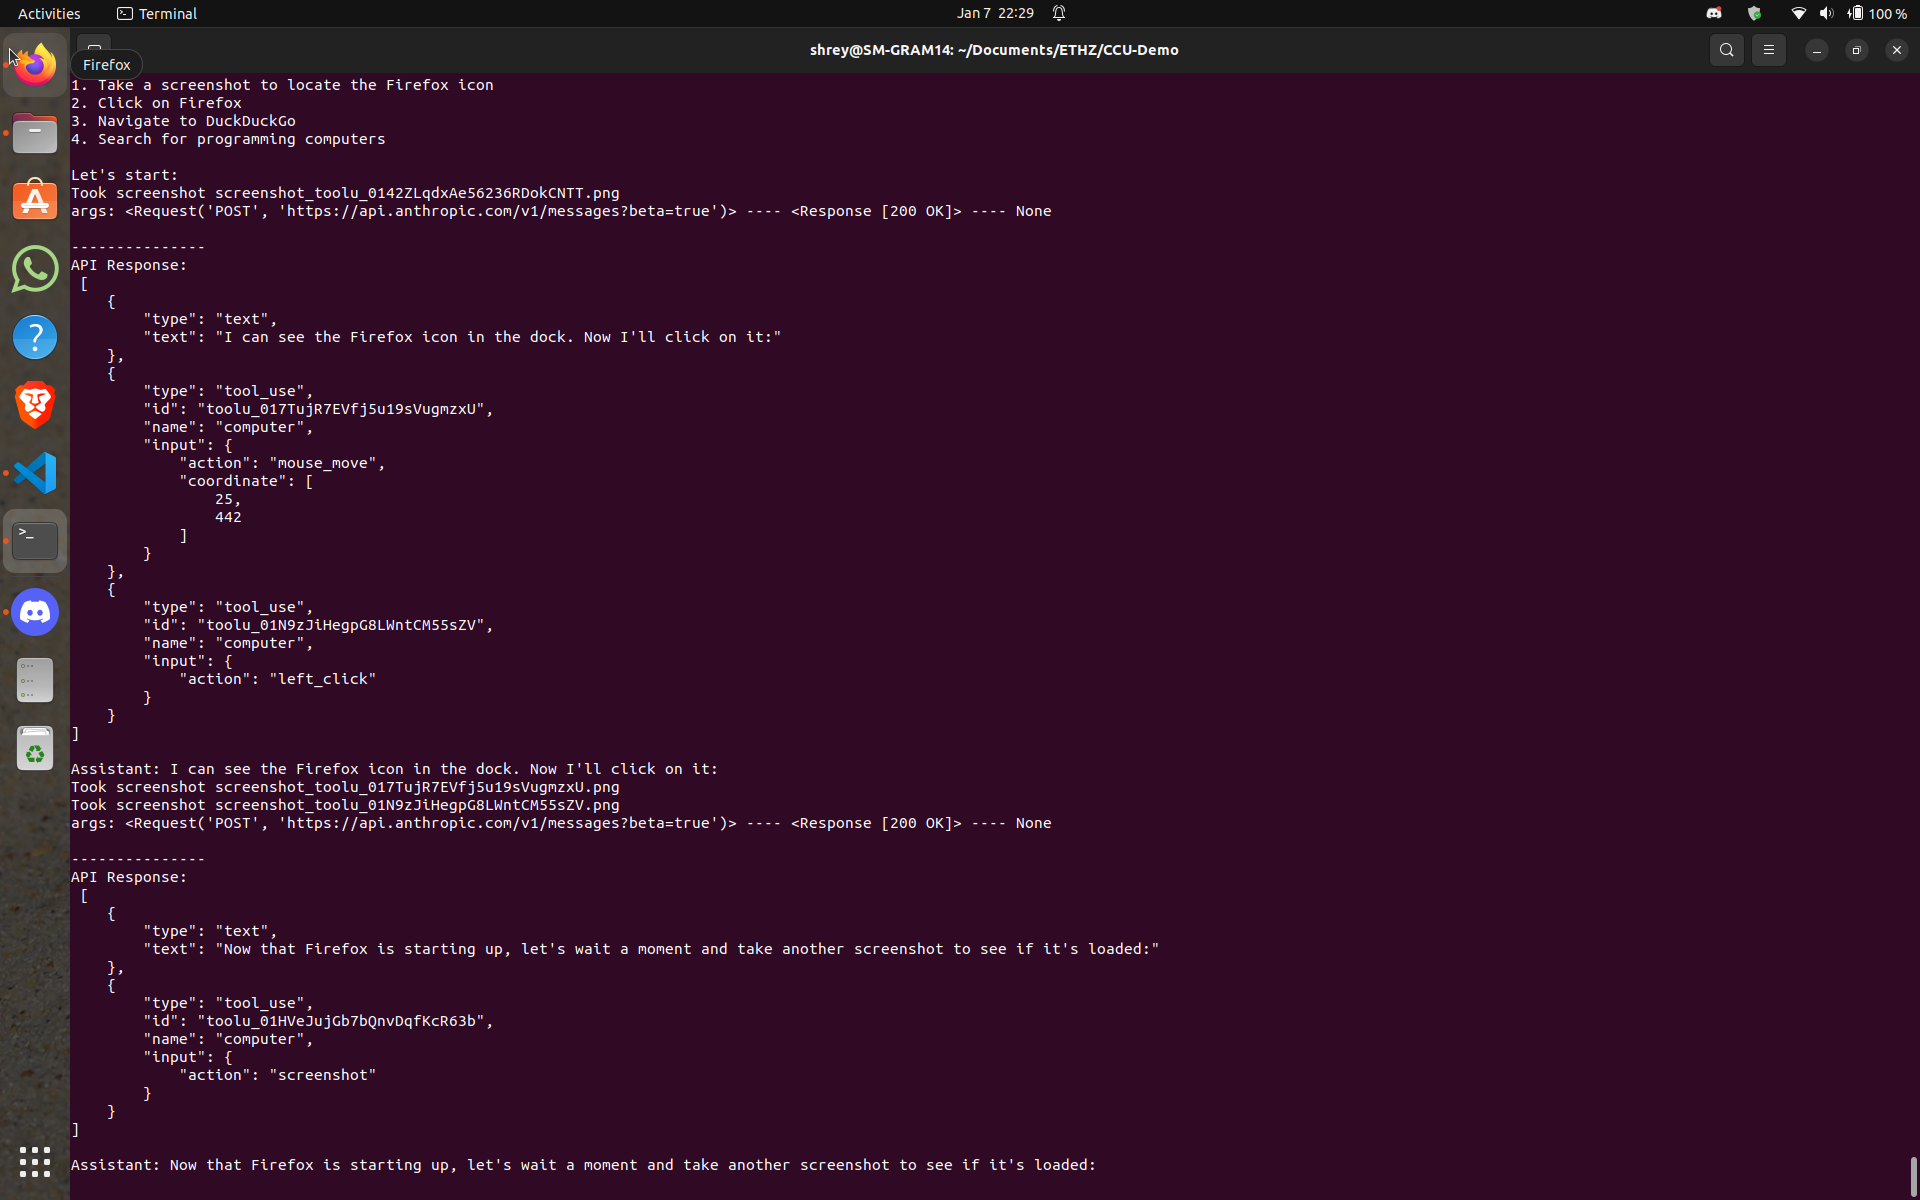 Activities
Terminal
Jan 7 22:29
100 %
shrey@SM-GRAM14: ~/Documents/ETHZ/CCU-Demo
Firefox
1. Take a screenshot to locate the Firefox icon
2. Click on Firefox
3. Navigate to DuckDuckGo
4. Search for programming computers
Let's start:
Took screenshot screenshot_toolu_0142ZLqdxAe56236RDokCNTT.png
args: <Request('POST', 'https://api.anthropic.com/v1/messages?beta=true')> ---- <Response [200 OK]> ---- None
---------------
API Response:
[
{
"type": "text",
"text": "I can see the Firefox icon in the dock. Now I'll click on it:"
},
{
"type": "tool_use",
"id": "toolu_017TujR7EVfj5u19sVugmzxU",
"name": "computer",
"input": {
"action": "mouse_move",
"coordinate": [
25,
442
]
}
},
{
"type": "tool_use",
"id": "toolu_01N9zJiHegpG8LWntCM55sZV",
"name": "computer",
"input": {
"action": "left_click"
}
}
]
Assistant: I can see the Firefox icon in the dock. Now I'll click on it:
Took screenshot screenshot_toolu_017TujR7EVfj5u19sVugmzxU.png
Took screenshot screenshot_toolu_01N9zJiHegpG8LWntCM55sZV.png
args: <Request('POST', 'https://api.anthropic.com/v1/messages?beta=true')> ---- <Response [200 OK]> ---- None
---------------
API Response:
[
{
"type": "text",
"text": "Now that Firefox is starting up, let's wait a moment and take another screenshot to see if it's loaded:"
},
{
"type": "tool_use",
"id": "toolu_01HVeJujGb7bQnvDqfKcR63b",
"name": "computer",
"input": {
"action": "screenshot"
}
}
]
Assistant: Now that Firefox is starting up, let's wait a moment and take another screenshot to see if it's loaded: